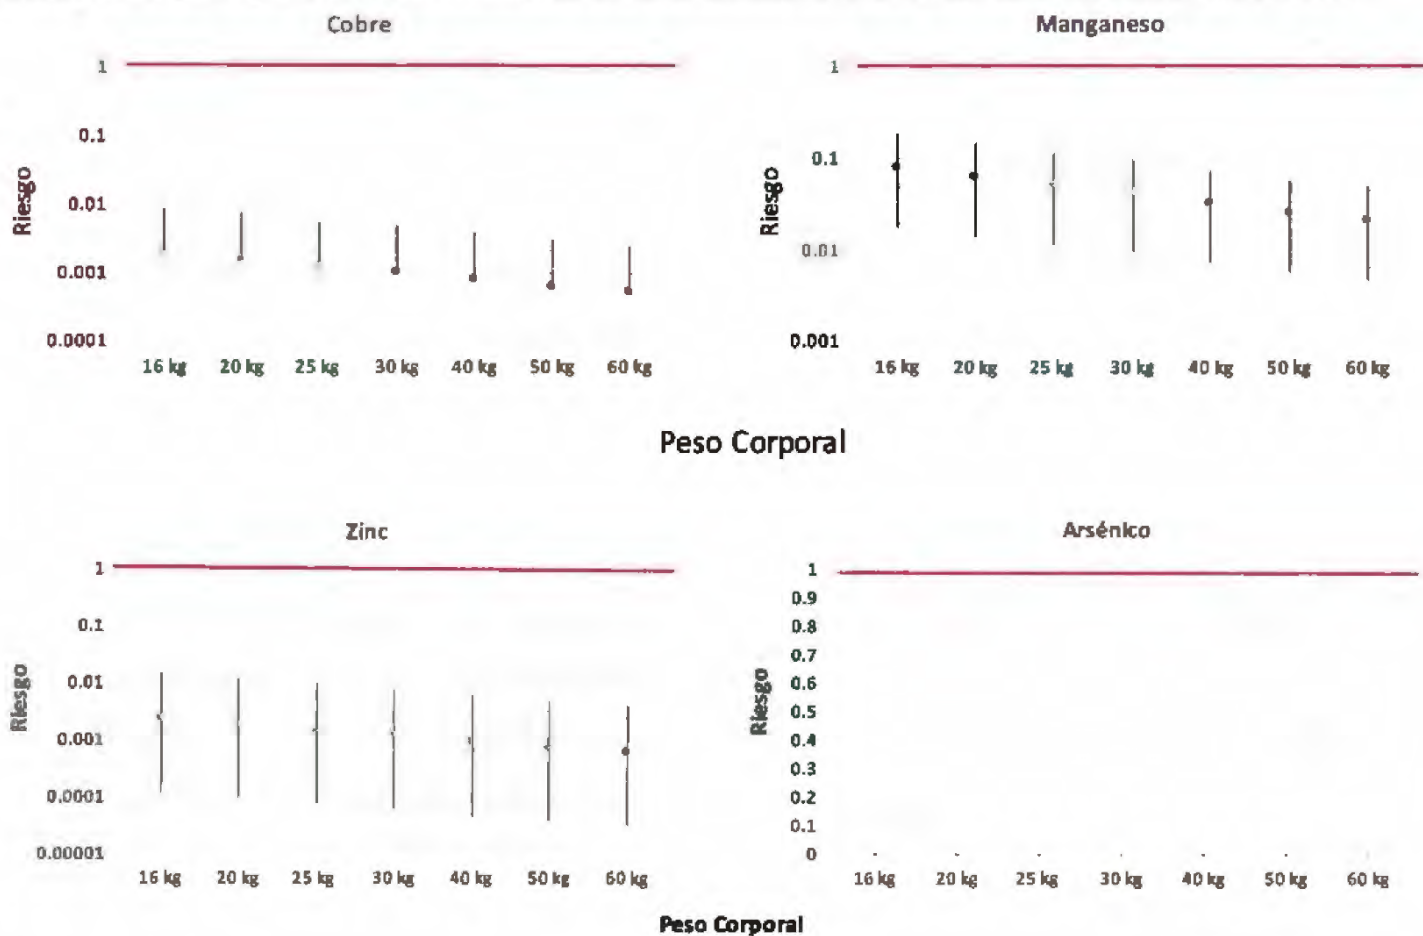 Cobre
1
0.1
0.01
0.001
0.0001
Riesgo
16 kg 20 kg 25 kg 30 kg 40 kg 50 kg 60 kg
Manganeso
1
0.1
0.01
0.001
Riesgo
16 kg 20 kg 25 kg 30 kg 40 kg 50 kg 60 kg
Peso Corporal
Zinc
1
0.1
0.01
0.001
0.0001
0.00001
Riesgo
16 kg 20 kg 25 kg 30 kg 40 kg 50 kg 60 kg
Arsénico
1
0.9
0.8
0.7
0.6
0.5
0.4
0.3
0.2
0.1
0
Riesgo
16 kg 20 kg 25 kg 30 kg 40 kg 50 kg 60 kg
Peso Corporal